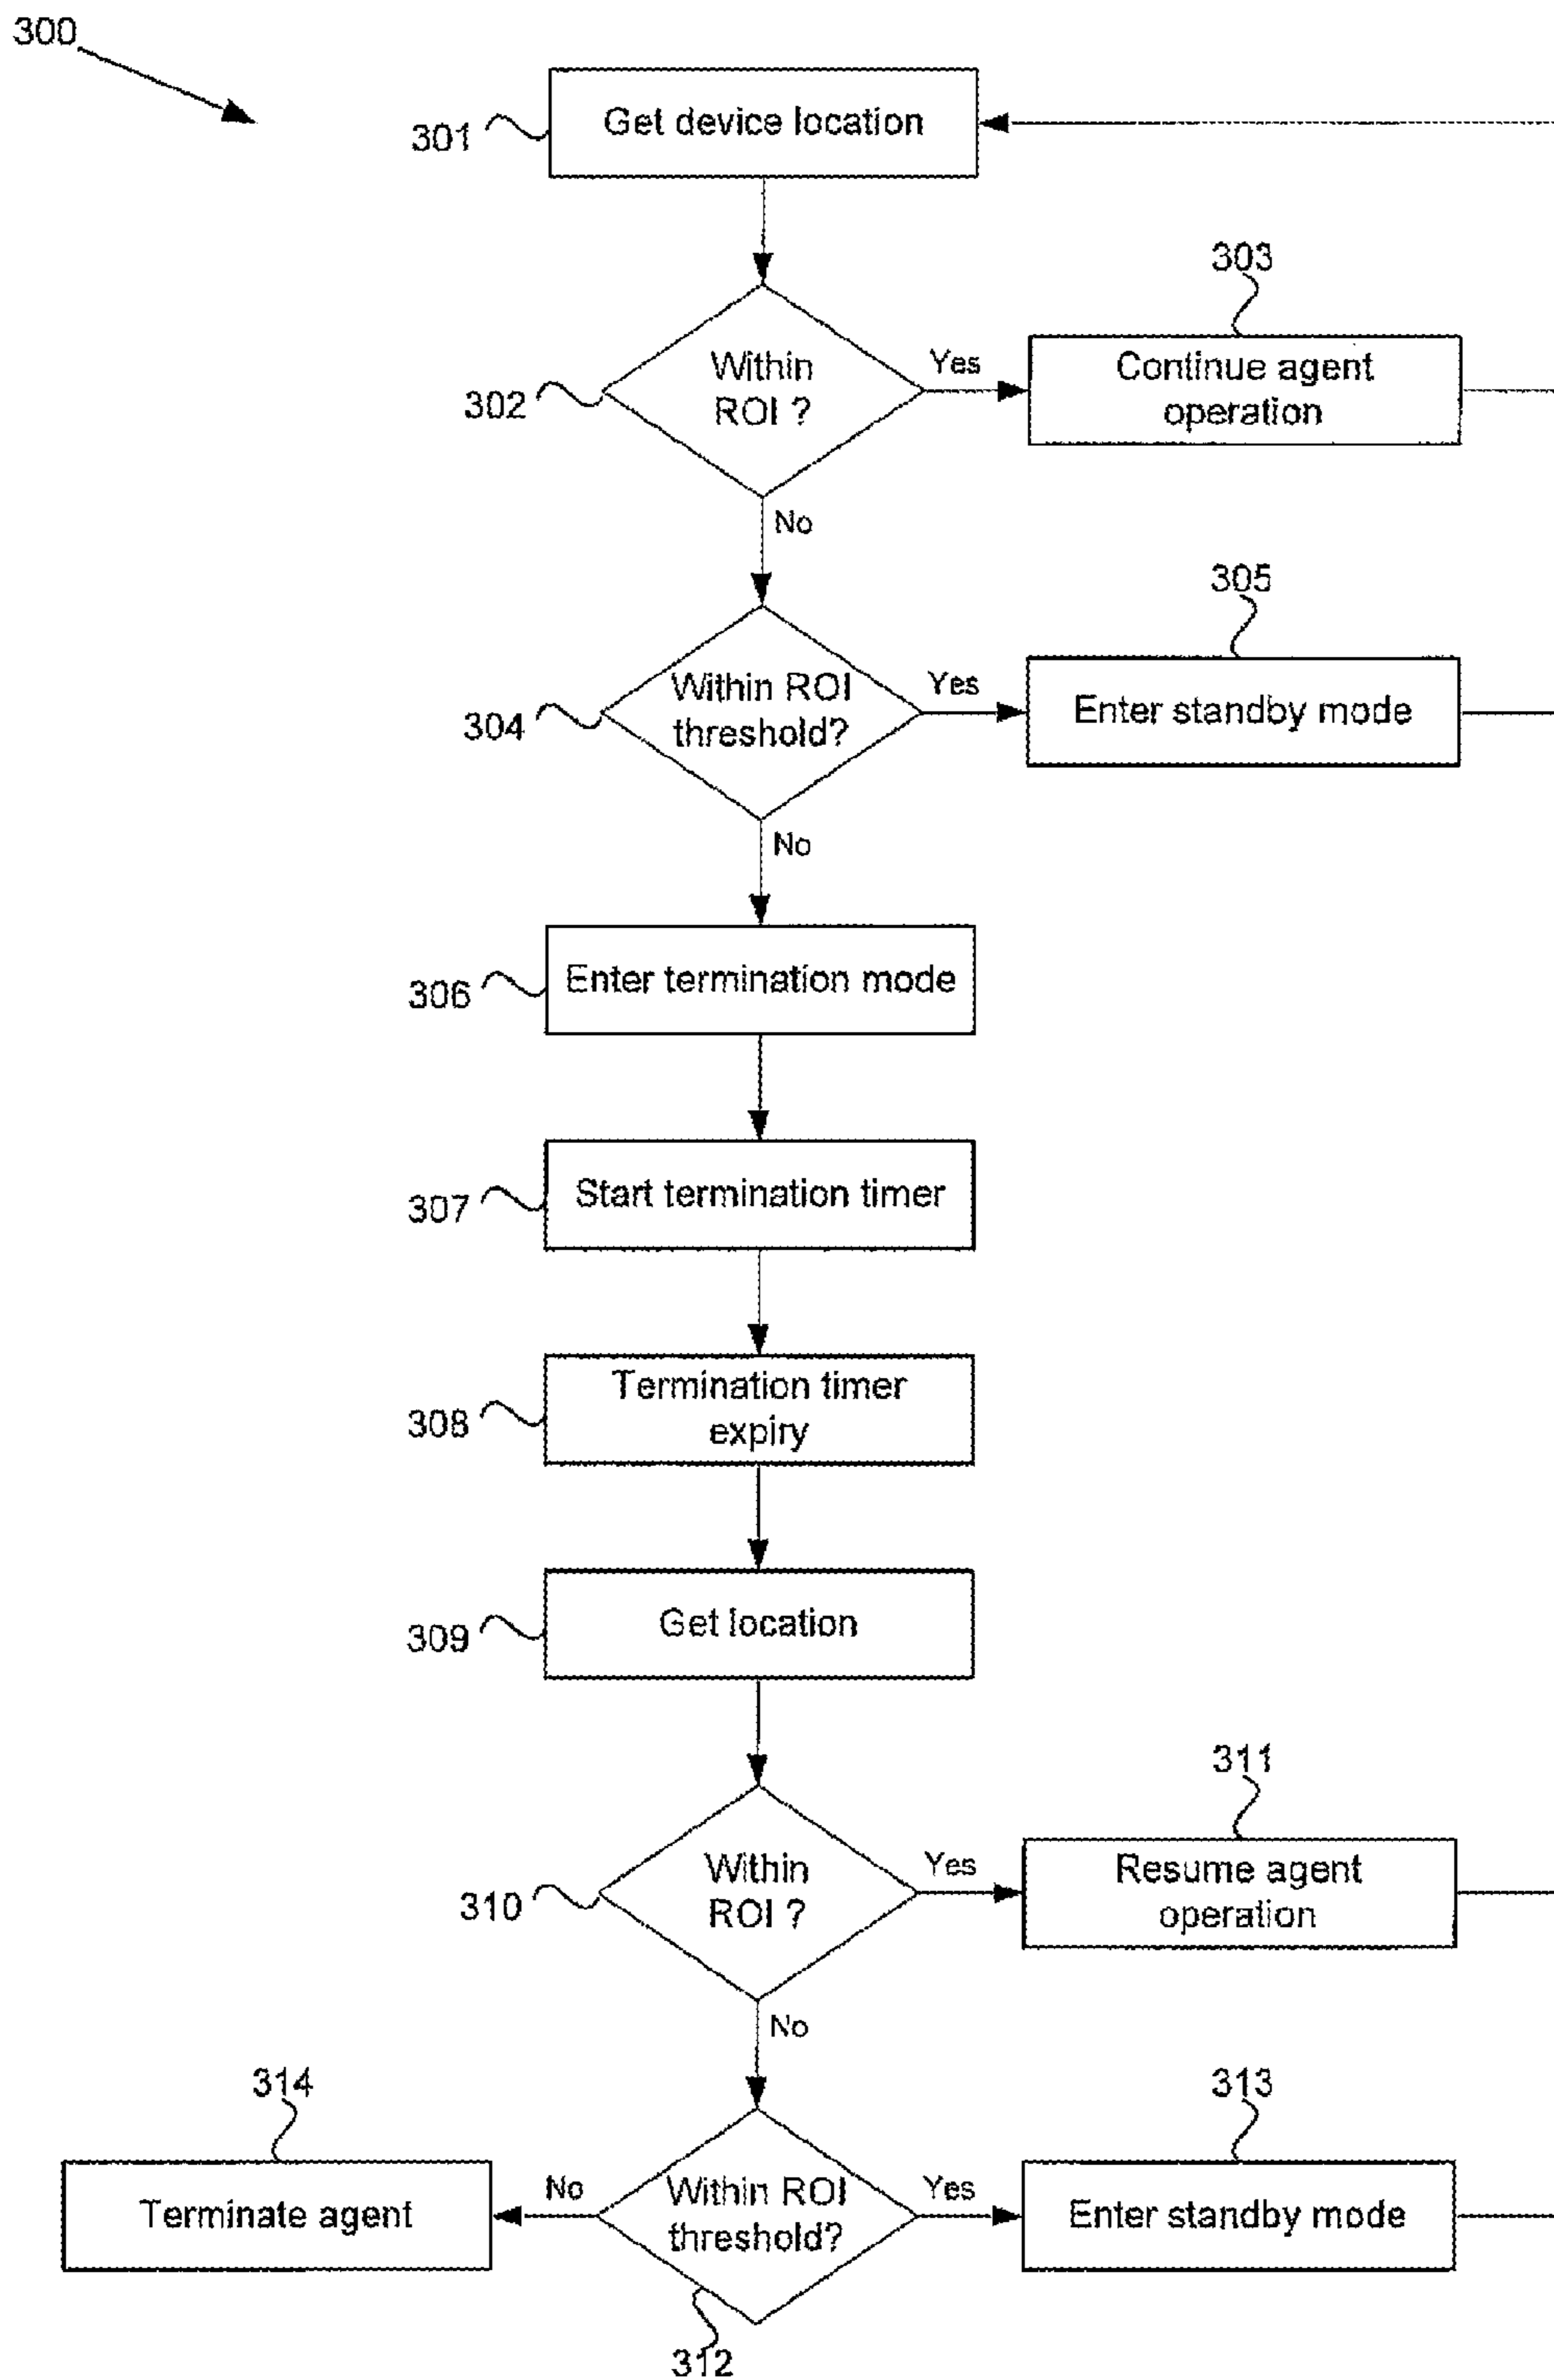 300
301
Get device location
303
302
Within
ROI ?
Yes
Continue agent
operation
No
305
304
Within ROI
threshold?
Yes
Enter standby mode
No
306
Enter termination mode
307
Start termination timer
308
Termination timer
expiry
309
Get location
311
310
Within
ROI ?
Yes
Resume agent
operation
No
314
313
Terminate agent
No
Within ROI
threshold?
Yes
Enter standby mode
312